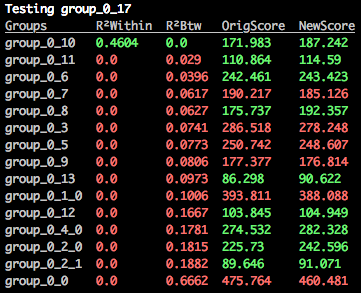 Testing group_0_17
Groups R²Within R²Btw OrigScore NewScore
group_0_10 0.4604 0.0 171.983 187.242
group_0_11 0.0 0.029 110.864 114.59
group_0_6 0.0 0.0396 242.461 243.423
group_0_7 0.0 0.0617 190.217 185.126
group_0_8 0.0 0.0627 175.737 192.357
group_0_3 0.0 0.0741 286.518 278.248
group_0_5 0.0 0.0773 250.742 248.607
group_0_9 0.0 0.0806 177.377 176.814
group_0_13 0.0 0.0973 86.298 90.622
group_0_1_0 0.0 0.1006 393.811 388.088
group_0_12 0.0 0.1667 103.845 104.949
group_0_4_0 0.0 0.1781 274.532 282.328
group_0_2_0 0.0 0.1815 225.73 242.596
group_0_2_1 0.0 0.1882 89.646 91.071
group_0_0 0.0 0.6662 475.764 460.481